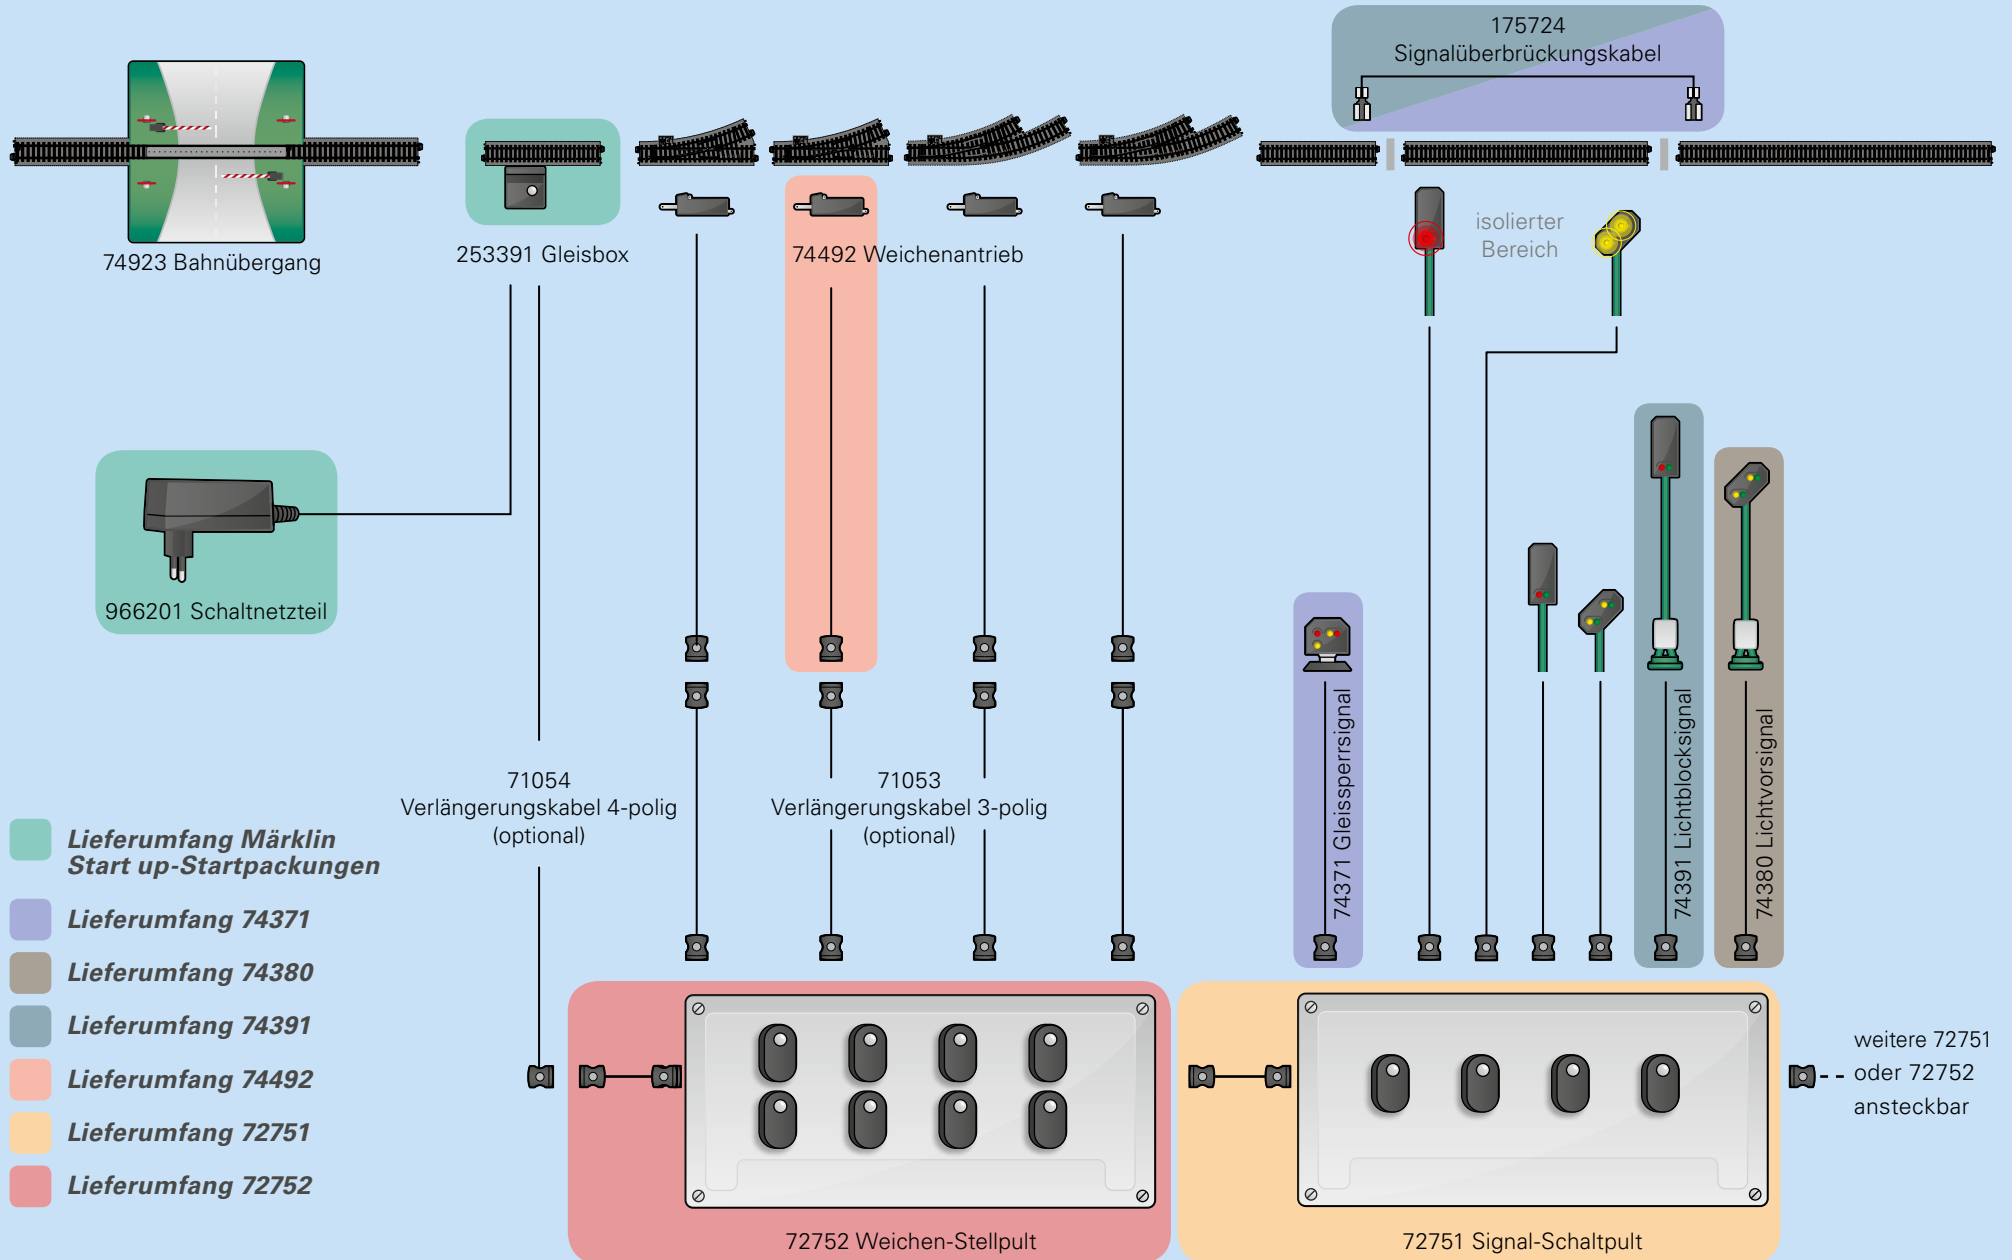 175724
Signalüberbrückungskabel
isolierter
Bereich
74923 Bahnübergang
253391 Gleisbox
74492 Weichenantrieb
966201 Schaltnetzteil
71054
Verlängerungskabel 4-polig
(optional)
71053
Verlängerungskabel 3-polig
(optional)
74371 Gleissperrsignal
74391 Lichtblocksignal
74380 Lichtvorsignal
Lieferumfang Märklin
Start up-Startpackungen
Lieferumfang 74371
Lieferumfang 74380
Lieferumfang 74391
Lieferumfang 74492
Lieferumfang 72751
Lieferumfang 72752
weitere 72751
oder 72752
ansteckbar
72752 Weichen-Stellpult
72751 Signal-Schaltpult